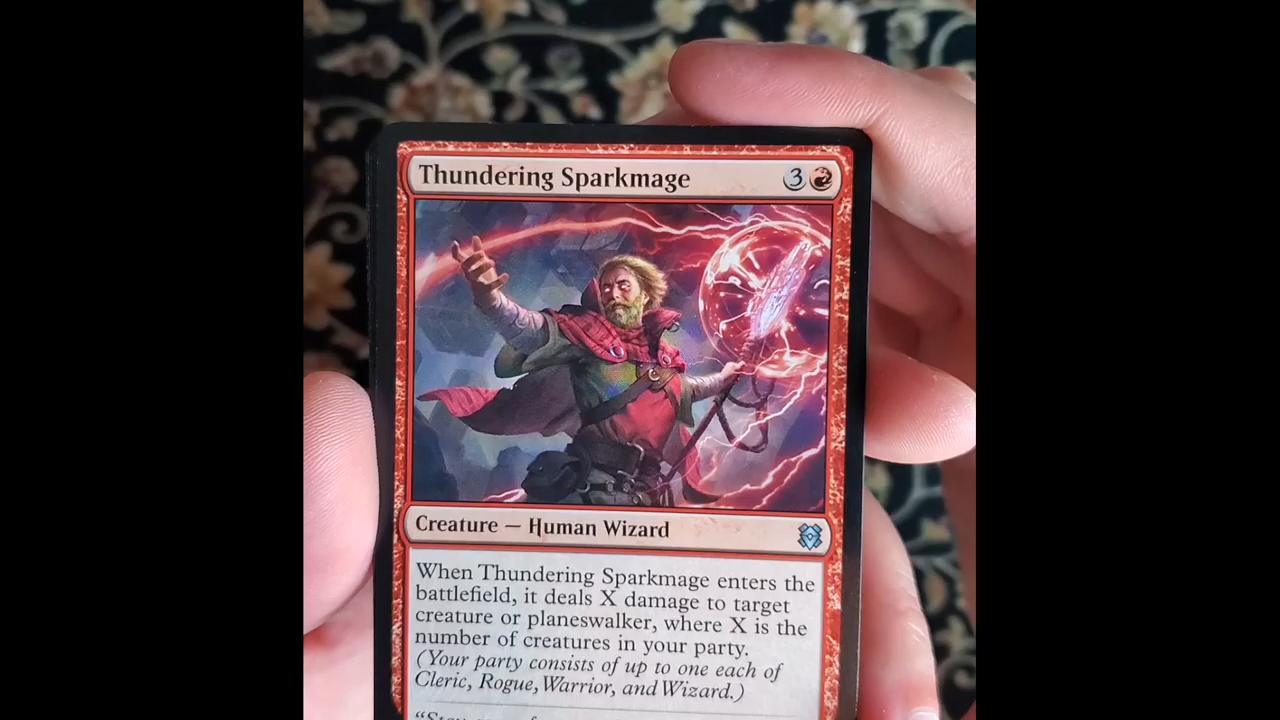 Thundering Sparkmage 3
Creature — Human Wizard
When Thundering Sparkmage enters the
battlefield, it deals X damage to target
creature or planeswalker, where X is the
number of creatures in your party.
(Your party consists of up to one each of
Cleric, Rogue, Warrior, and Wizard.)